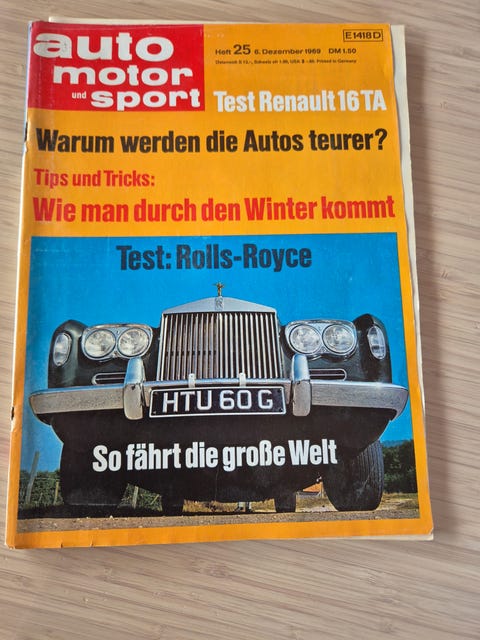 auto
motor
und sport
Heft 25 6. Dezember 1969 DM 1.50
E 1418 D
Test Renault 16 TA
Warum werden die Autos teurer?
Tips und Tricks:
Wie man durch den Winter kommt
Test: Rolls-Royce
HTU 60 G
So fährt die große Welt